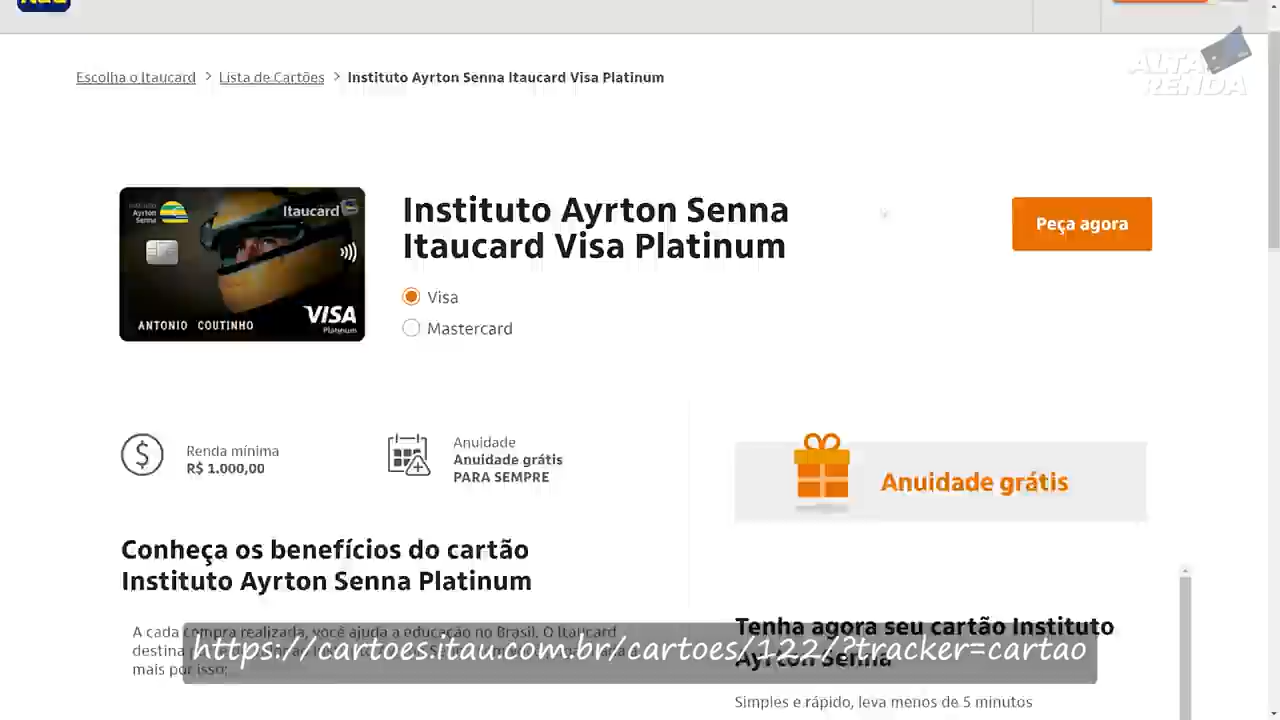 Itaú
Escolha o Itaucard > Lista de Cartões > Instituto Ayrton Senna Itaucard Visa Platinum
ALTA
RENDA
Instituto Ayrton Senna
Itaucard Visa Platinum
Peça agora
Ayrton
Senna
Itaucard
VISA
Platinum
ANTONIO COUTINHO
Visa
Mastercard
Renda mínima
R$ 1.000,00
Anuidade
Anuidade grátis
PARA SEMPRE
Anuidade grátis
Conheça os benefícios do cartão
Instituto Ayrton Senna Platinum
A cada compra realizada, você ajuda a educação no Brasil. O Itaucard
destina
mais por isso;
https://cartoes.itau.com.br/cartoes/122/?tracker=cartao
Tenha agora seu cartão Instituto
Ayrton Senna
Simples e rápido, leva menos de 5 minutos